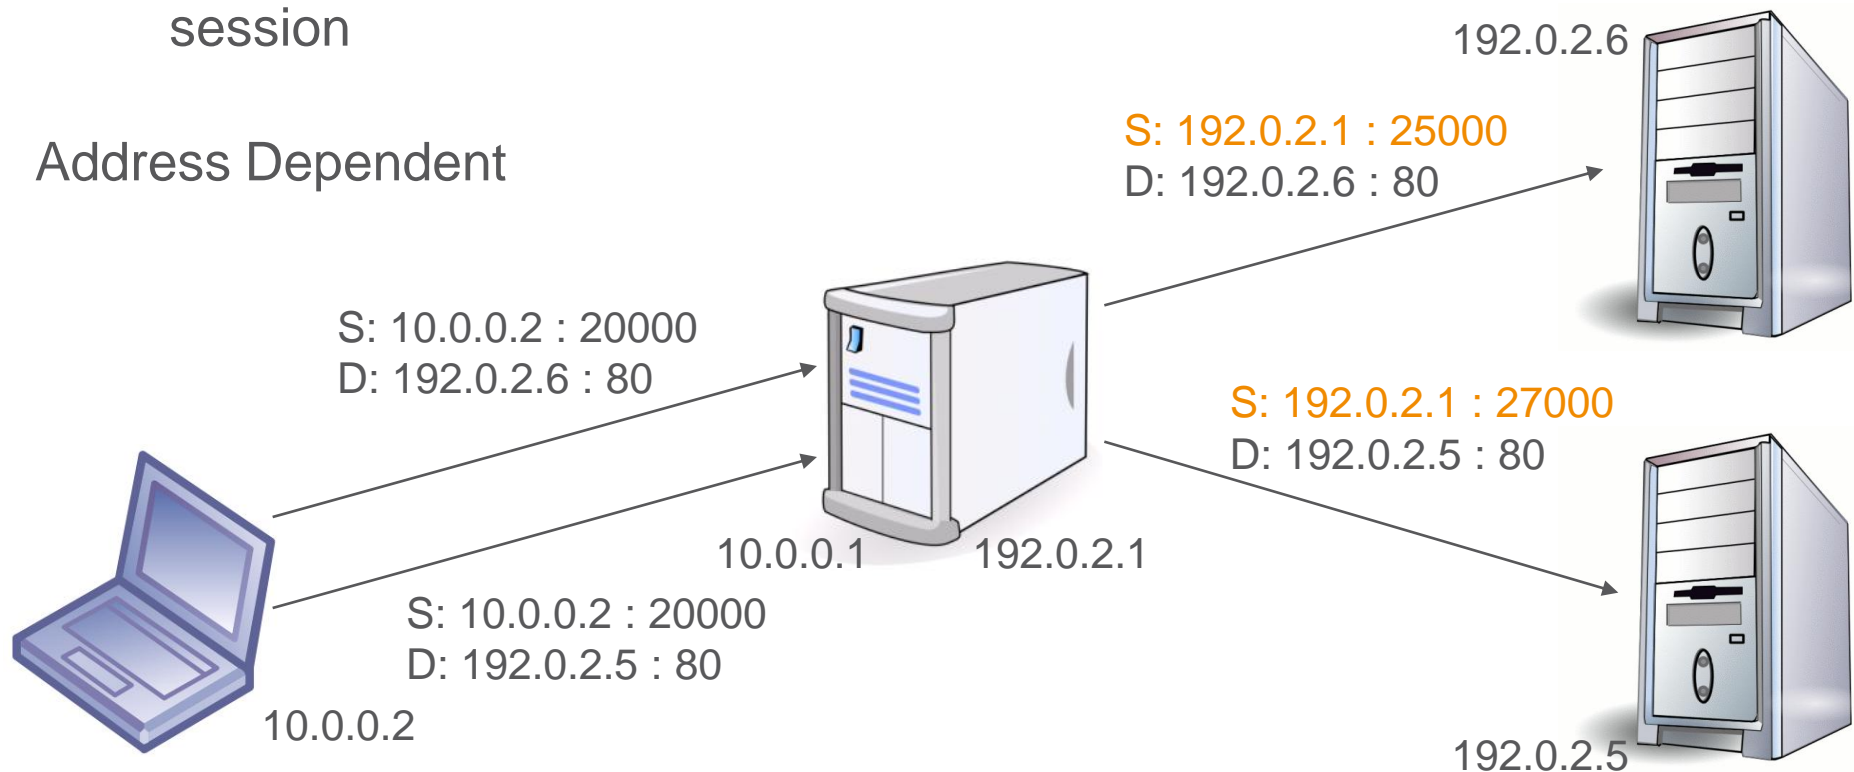 session
192.0.2.6
S: 192.0.2.1 : 25000
D: 192.0.2.6 : 80
Address Dependent
S: 10.0.0.2 : 20000
D: 192.0.2.6 : 80
S: 192.0.2.1 : 27000
D: 192.0.2.5 : 80
10.0.0.1
192.0.2.1
S: 10.0.0.2 : 20000
D: 192.0.2.5 : 80
10.0.0.2
192.0.2.5